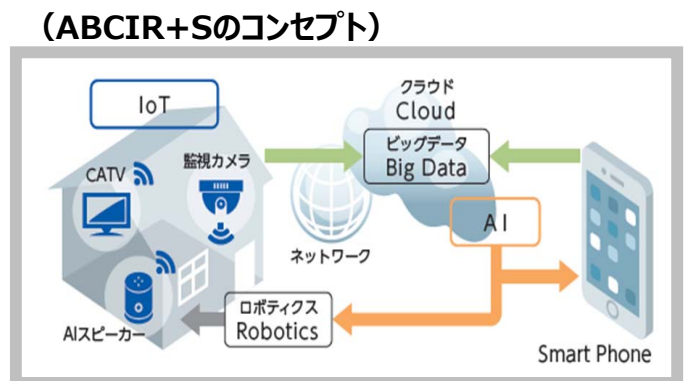 （ABCIR+Sのコンセプト）
IoT
CATV
監視カメラ
AIスピーカー
クラウド
Cloud
ビッグデータ
Big Data
ネットワーク
AI
ロボティクス
Robotics
Smart Phone